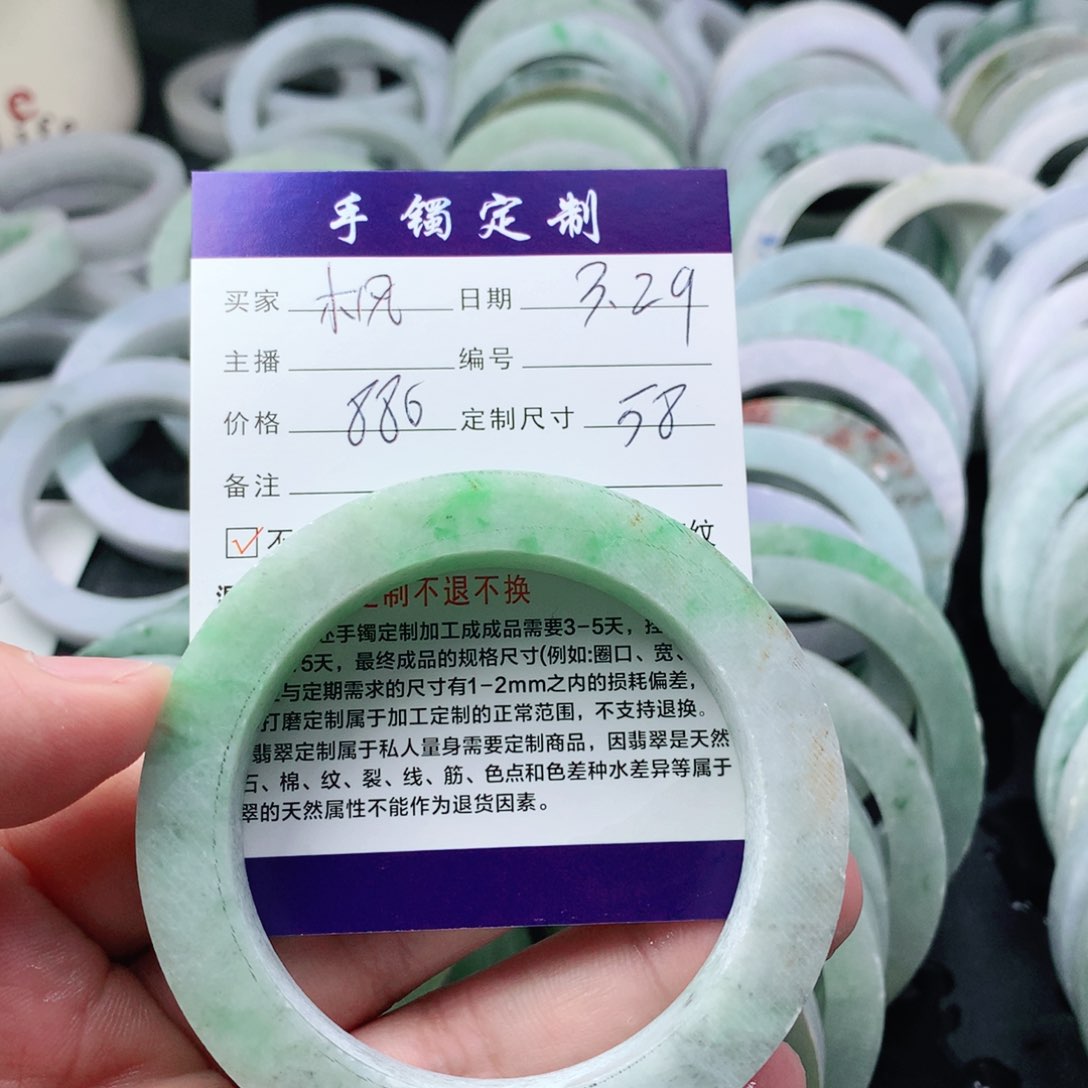 手镯定制
买家 木风 日期 3.29
主播 编号
价格 886 定制尺寸 58
备注
不 纹
定制不退不换
手镯定制加工成成品需要3-5天，
5天，最终成品的规格尺寸(例如:圈口、宽、
与定期需求的尺寸有1-2mm之内的损耗偏差，
打磨定制属于加工定制的正常范围，不支持退换。
翡翠定制属于私人量身需要定制商品，因翡翠是天然
石、棉、纹、裂、线、筋、色点和色差种水差异等属于
翠的天然属性不能作为退货因素。